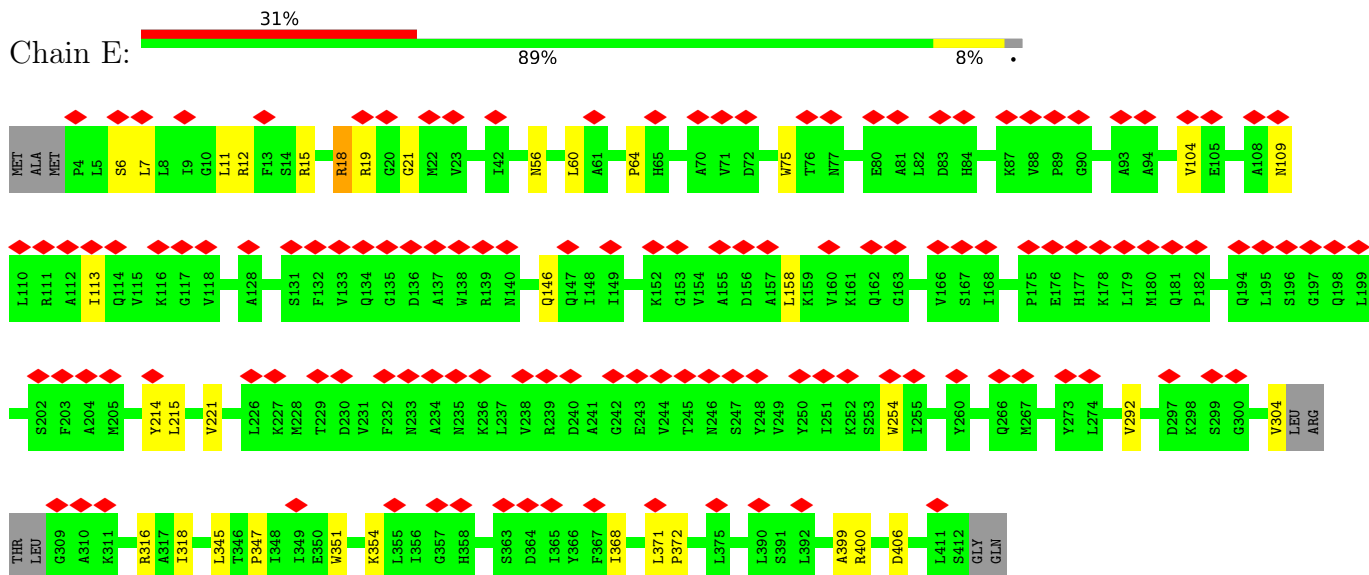 31%
Chain E:
89% 8% •
MET ALA MET P4 L5 S6 L7 L8 I9 G10 L11 R12 F13 S14 R15 R18 R19 G20 G21 M22 V23 I42 N56 L60 A61 P64 H65 A70 V71 D72 W75 T76 N77 E80 A81 L82 D83 H84 K87 V88 P89 G90 A93 A94 V104 E105 A108 N109
L110 R111 A112 I113 Q114 V115 K116 G117 V118 A128 S131 F132 V133 Q134 G135 D136 A137 W138 R139 N140 Q146 Q147 I148 I149 K152 G153 V154 A155 D156 A157 L158 K159 V160 K161 Q162 G163 V166 S167 I168 P175 E176 H177 K178 L179 M180 Q181 P182 Q194 L195 S196 G197 Q198 L199
S202 F203 A204 M205 Y214 L215 V221 L226 K227 M228 T229 D230 V231 F232 N233 A234 N235 K236 L237 V238 R239 D240 A241 G242 E243 V244 T245 N246 S247 Y248 V249 Y250 I251 K252 S253 W254 I255 Y260 Q266 M267 Y273 L274 V292 D297 K298 S299 G300 V304 LEU ARG
THR LEU G309 A310 K311 R316 A317 I318 L345 T346 P347 I348 I349 E350 W351 K354 L355 I356 G357 H358 S363 D364 I365 Y366 F367 I368 L371 P372 L375 L390 S391 L392 A399 R400 D406 L411 S412 GLY GLN